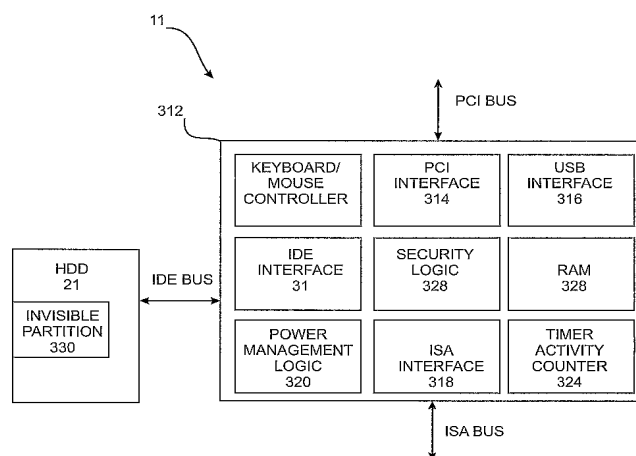 11
312
PCI BUS
KEYBOARD/
MOUSE
CONTROLLER
PCI
INTERFACE
314
USB
INTERFACE
316
HDD
21
INVISIBLE
PARTITION
330
IDE BUS
IDE
INTERFACE
31
SECURITY
LOGIC
328
RAM
328
POWER
MANAGEMENT
LOGIC
320
ISA
INTERFACE
318
TIMER
ACTIVITY
COUNTER
324
ISA BUS